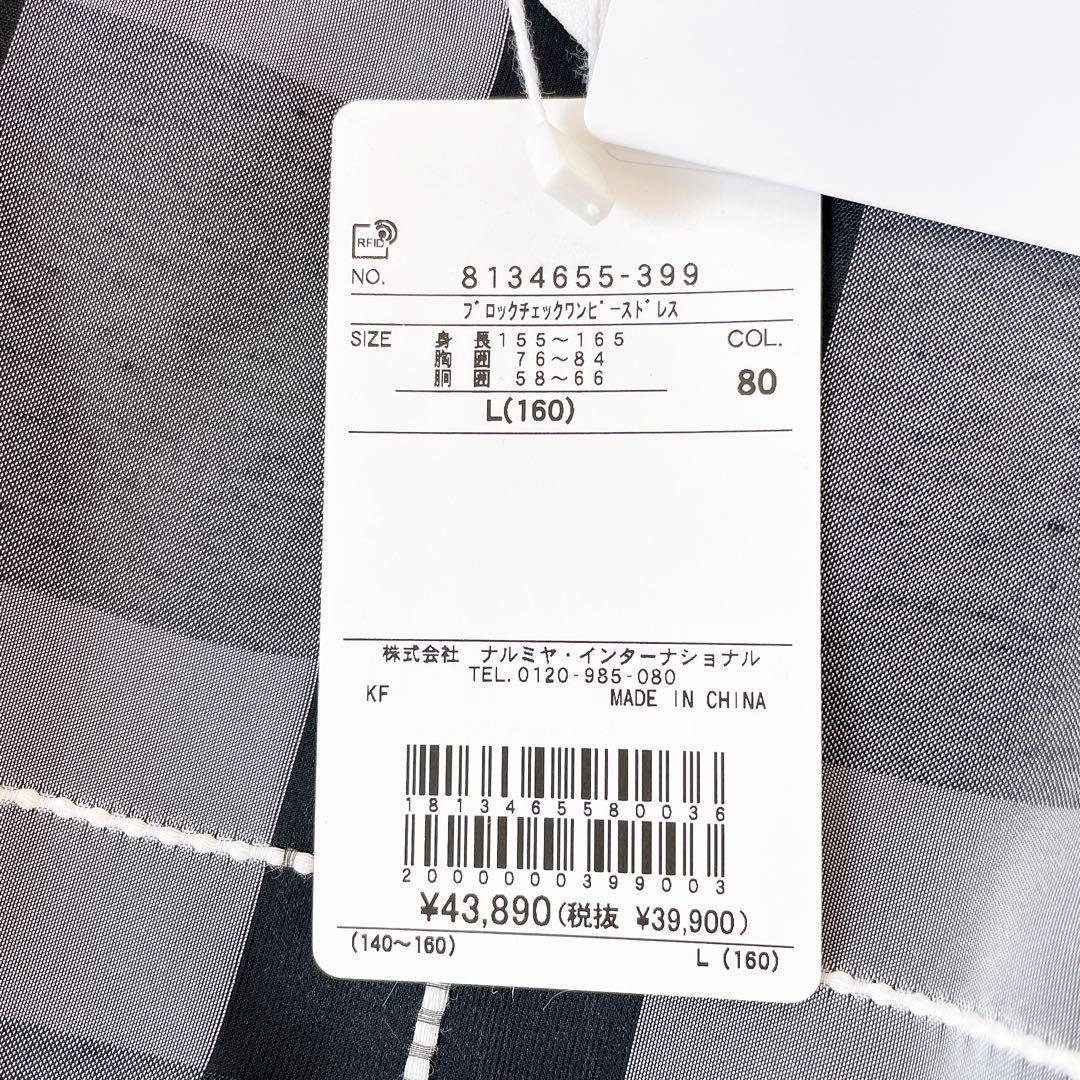 RFID
NO. 8134655-399
ﾌﾞﾛｯｸﾁｪｯｸﾜﾝﾋﾟｰｽﾄﾞﾚｽ
SIZE 身 長 155～165 COL.
胸 囲 76～84
胴 囲 58～66 80
L(160)
株式会社 ナルミヤ・インターナショナル
TEL.0120-985-080
KF MADE IN CHINA
1813465580036
2000000399003
¥43,890(税抜 ¥39,900)
(140～160) L (160)